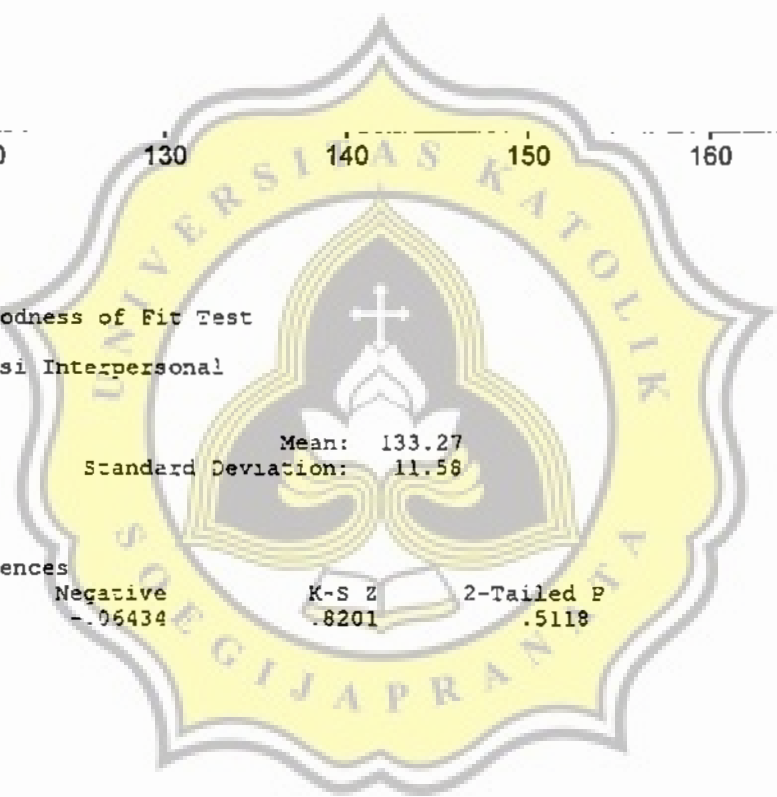 0 130 140 150 160
odness of Fit Test
si Interpersonal
Mean: 133.27
Standard Deviation: 11.58
ences
Negative K-S Z 2-Tailed P
-.06434 .8201 .5118
UNIVERSITAS KATOLIK
SOEGIJAPRANATA